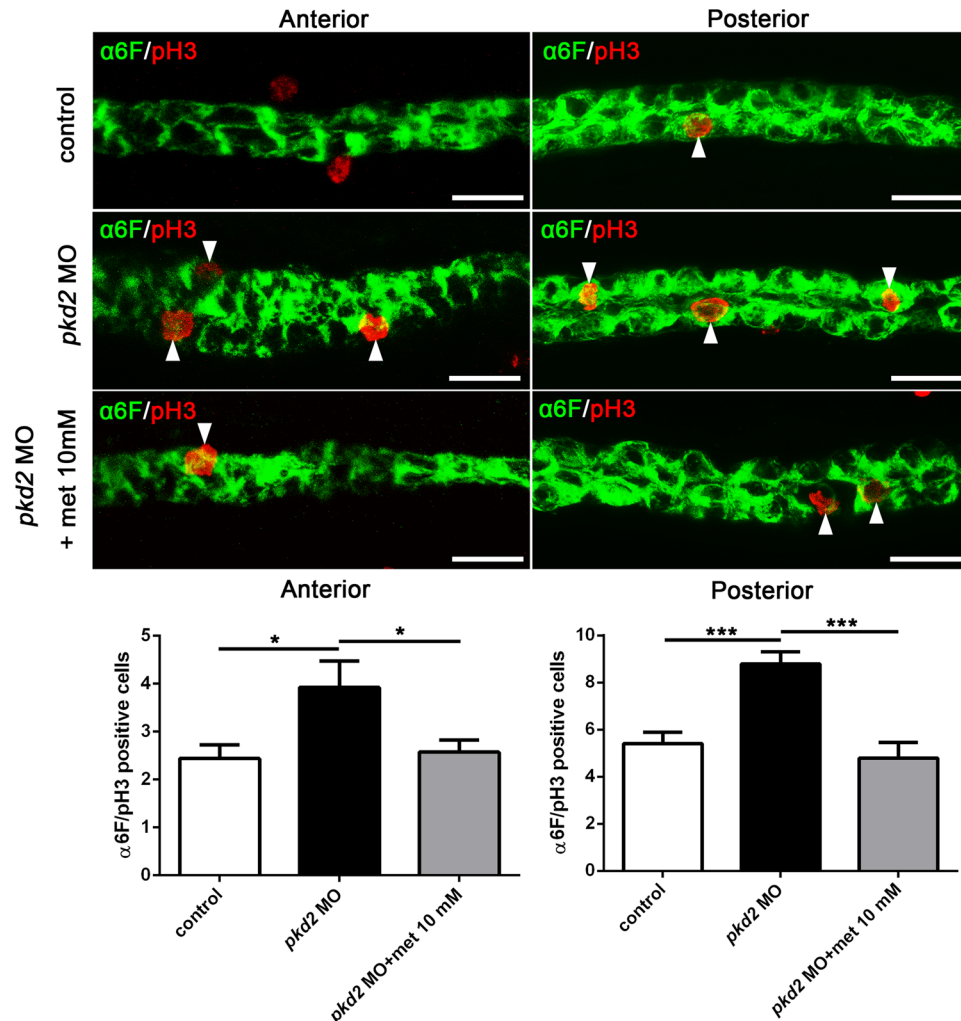 Anterior Posterior
control
α6F/pH3 α6F/pH3
pkd2 MO
α6F/pH3 α6F/pH3
pkd2 MO
+ met 10mM
α6F/pH3 α6F/pH3
Anterior
α6F/pH3 positive cells
5
4
3
2
1
0
* *
control
pkd2 MO
pkd2 MO+met 10 mM
Posterior
α6F/pH3 positive cells
10
8
6
4
2
0
*** ***
control
pkd2 MO
pkd2 MO+met 10 mM